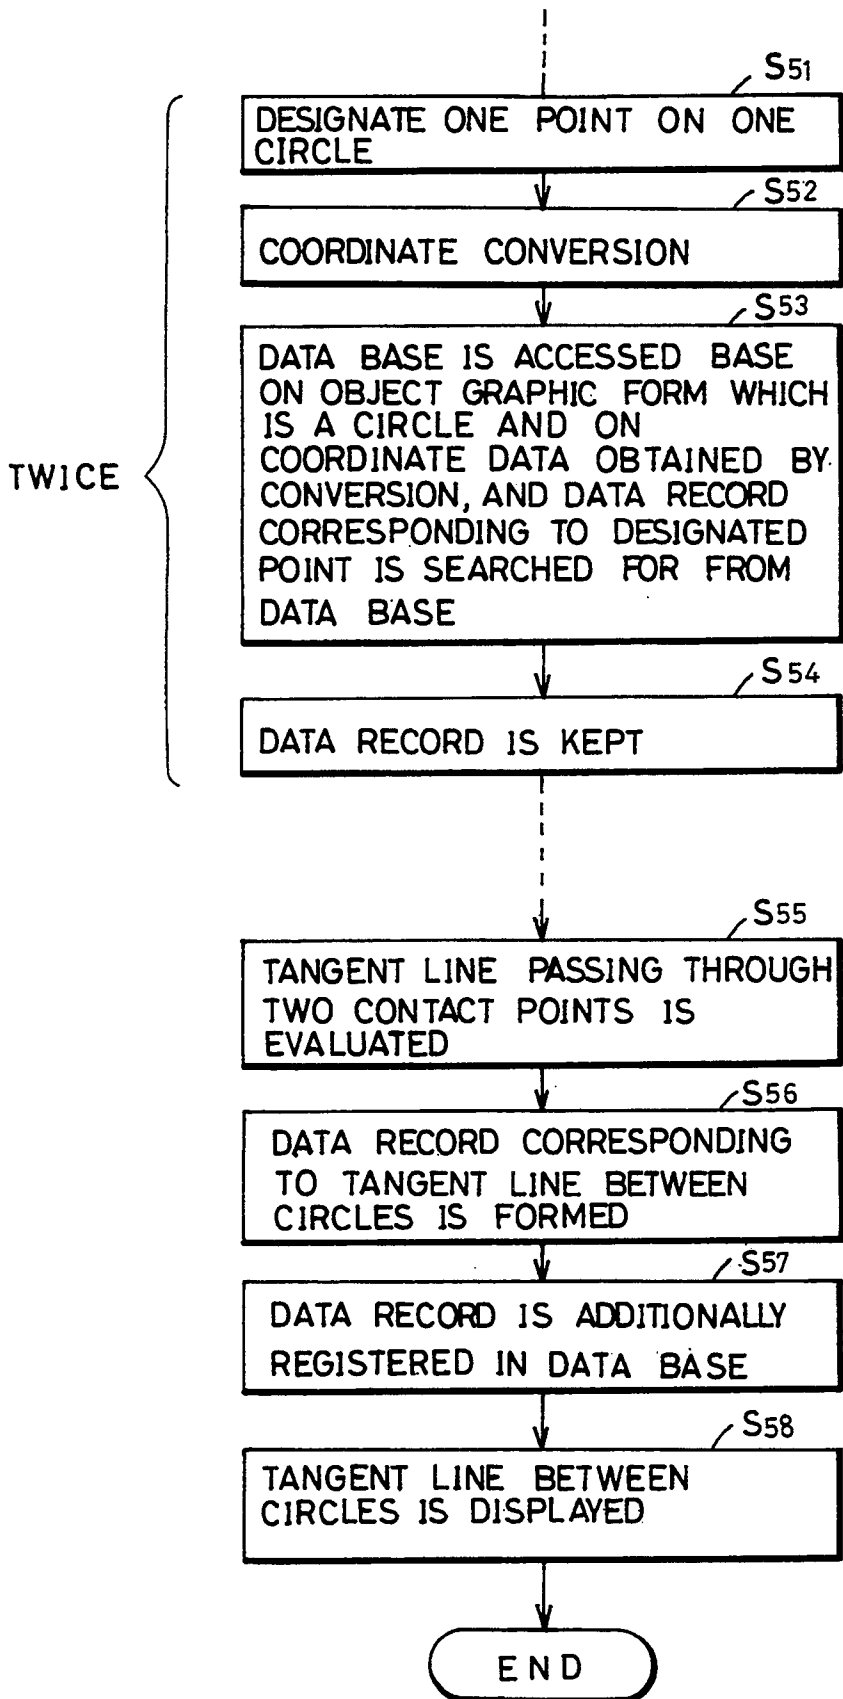 S51
DESIGNATE ONE POINT ON ONE
CIRCLE
S52
COORDINATE CONVERSION
S53
DATA BASE IS ACCESSED BASE
ON OBJECT GRAPHIC FORM WHICH
IS A CIRCLE AND ON
COORDINATE DATA OBTAINED BY
CONVERSION, AND DATA RECORD
CORRESPONDING TO DESIGNATED
POINT IS SEARCHED FOR FROM
DATA BASE
TWICE
S54
DATA RECORD IS KEPT
S55
TANGENT LINE PASSING THROUGH
TWO CONTACT POINTS IS
EVALUATED
S56
DATA RECORD CORRESPONDING
TO TANGENT LINE BETWEEN
CIRCLES IS FORMED
S57
DATA RECORD IS ADDITIONALLY
REGISTERED IN DATA BASE
S58
TANGENT LINE BETWEEN
CIRCLES IS DISPLAYED
END